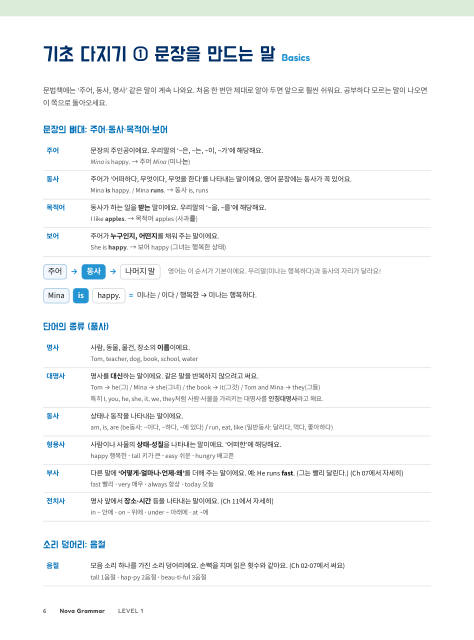 기초 다지기 ① 문장을 만드는 말 Basics
문법책에는 '주어, 동사, 명사' 같은 말이 계속 나와요. 처음 한 번만 제대로 알아 두면 앞으로 훨씬 쉬워요. 공부하다 모르는 말이 나오면
이 쪽으로 돌아오세요.
문장의 뼈대: 주어·동사·목적어·보어
주어
문장의 주인공이에요. 우리말의 '~은, ~는, ~이, ~가'에 해당해요.
Mina is happy. → 주어 Mina (미나는)
동사
주어가 '어떠하다, 무엇이다, 무엇을 한다'를 나타내는 말이에요. 영어 문장에는 동사가 꼭 있어요.
Mina is happy. / Mina runs. → 동사 is, runs
목적어
동사가 하는 일을 받는 말이에요. 우리말의 '~을, ~를'에 해당해요.
I like apples. → 목적어 apples (사과를)
보어
주어가 누구인지, 어떤지를 채워 주는 말이에요.
She is happy. → 보어 happy (그녀는 행복한 상태)
주어 → 동사 → 나머지 말 영어는 이 순서가 기본이에요. 우리말(미나는 행복하다)과 동사의 자리가 달라요!
Mina is happy. = 미나는 / 이다 / 행복한 → 미나는 행복하다.
단어의 종류 (품사)
명사
사람, 동물, 물건, 장소의 이름이에요.
Tom, teacher, dog, book, school, water
대명사
명사를 대신하는 말이에요. 같은 말을 반복하지 않으려고 써요.
Tom → he(그) / Mina → she(그녀) / the book → it(그것) / Tom and Mina → they(그들)
특히 I, you, he, she, it, we, they처럼 사람·사물을 가리키는 대명사를 인칭대명사라고 해요.
동사
상태나 동작을 나타내는 말이에요.
am, is, are (be동사: ~이다, ~하다, ~에 있다) / run, eat, like (일반동사: 달리다, 먹다, 좋아하다)
형용사
사람이나 사물의 상태·성질을 나타내는 말이에요. '어떠한'에 해당해요.
happy 행복한 · tall 키가 큰 · easy 쉬운 · hungry 배고픈
부사
다른 말에 '어떻게·얼마나·언제·왜'를 더해 주는 말이에요. 예: He runs fast. (그는 빨리 달린다.) (Ch 07에서 자세히)
fast 빨리 · very 매우 · always 항상 · today 오늘
전치사
명사 앞에서 장소·시간 등을 나타내는 말이에요. (Ch 11에서 자세히)
in ~ 안에 · on ~ 위에 · under ~ 아래에 · at ~에
소리 덩어리: 음절
음절
모음 소리 하나를 가진 소리 덩어리예요. 손뼉을 치며 읽은 횟수와 같아요. (Ch 02·07에서 써요)
tall 1음절 · hap-py 2음절 · beau-ti-ful 3음절
6 Nova Grammar LEVEL 1